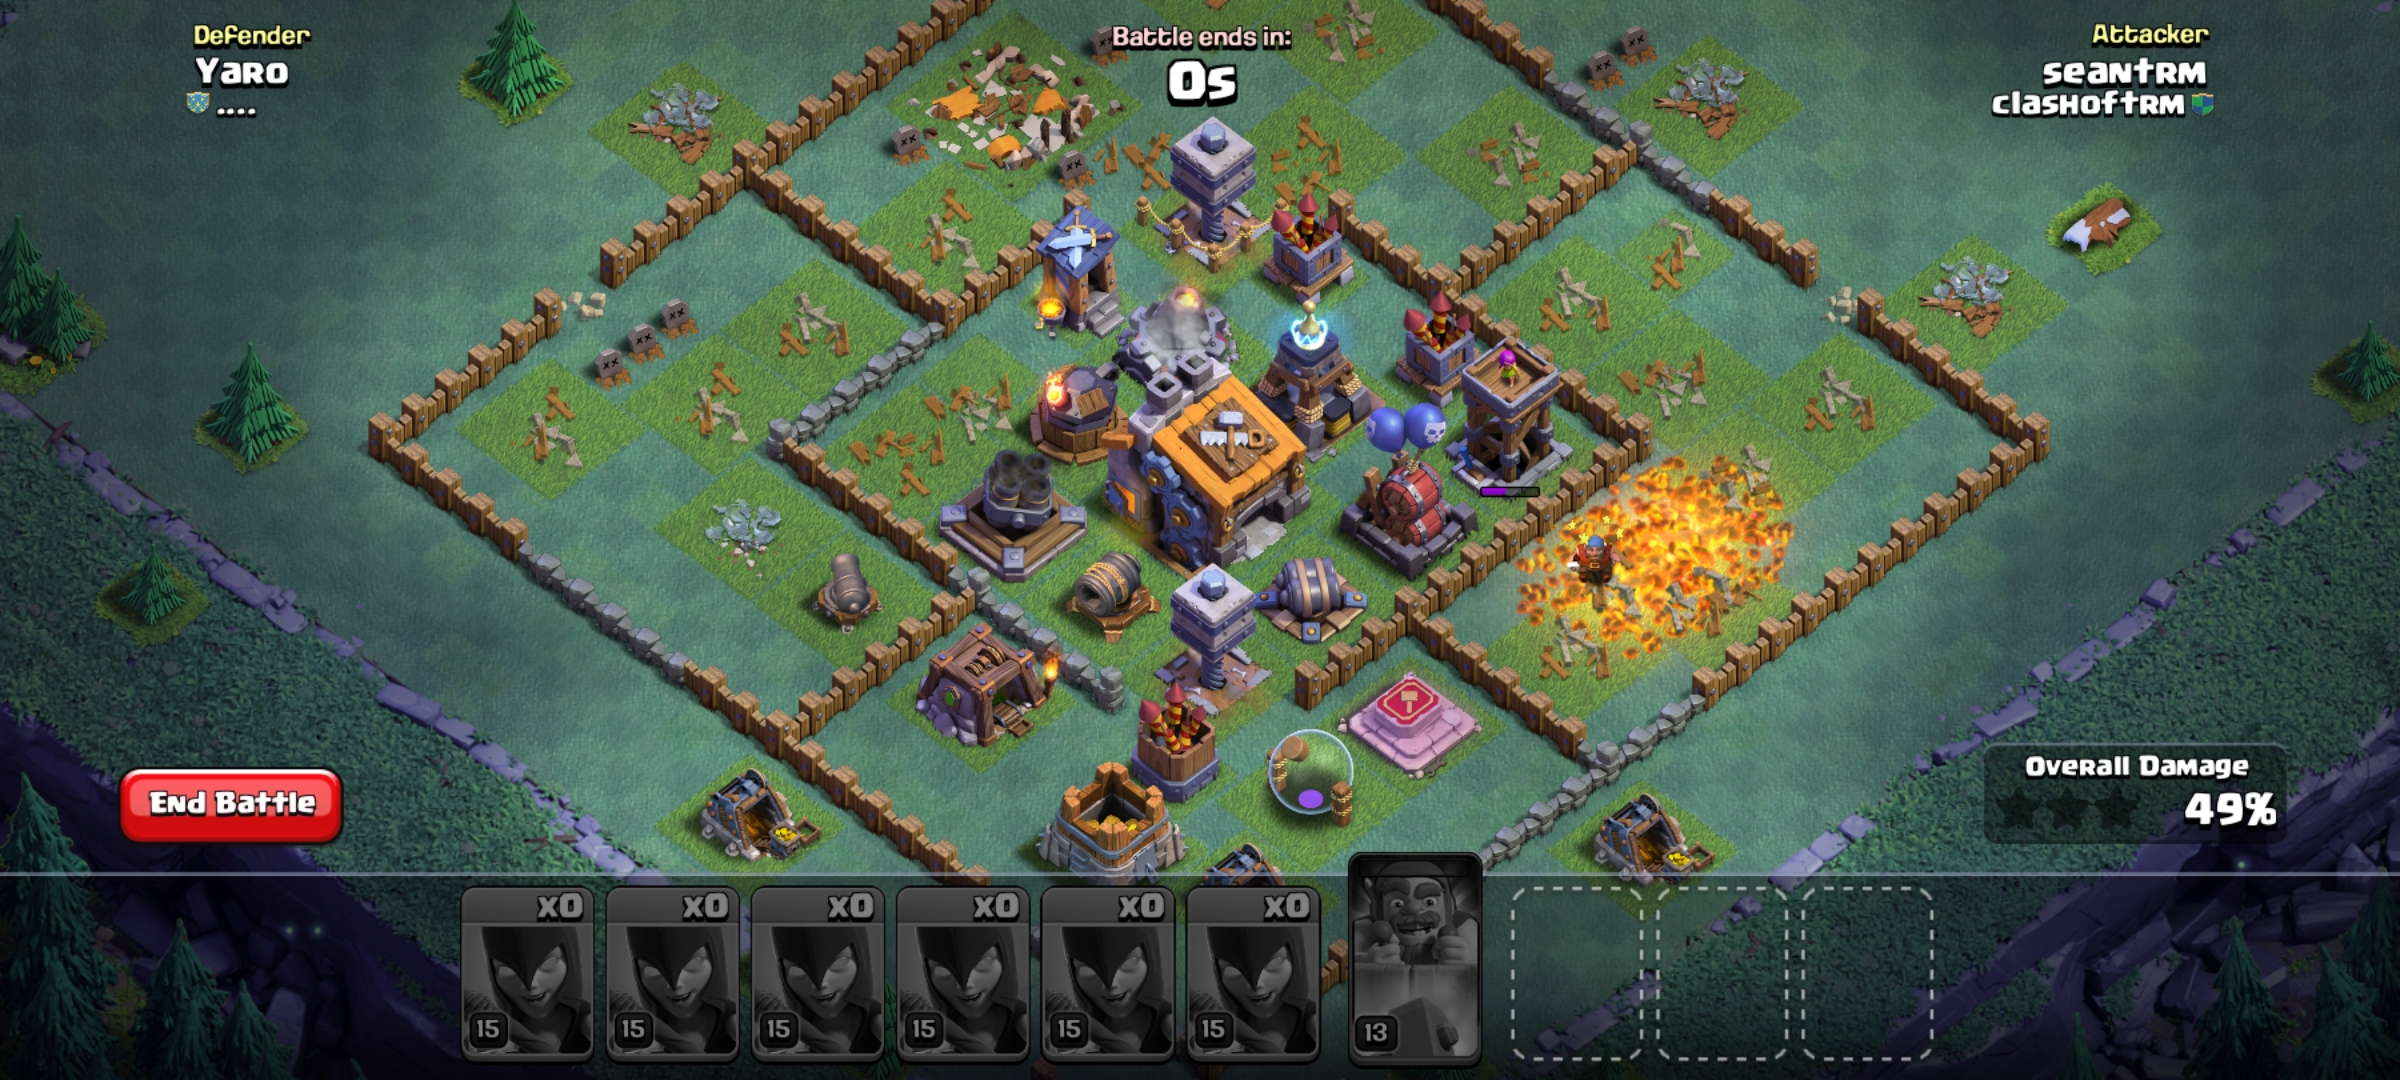 Defender
Yaro
....
Battle ends in:
0s
Attacker
seantRM
clashoftRM
End Battle
Overall Damage
49%
x0
x0
x0
x0
x0
x0
15
15
15
15
15
15
13